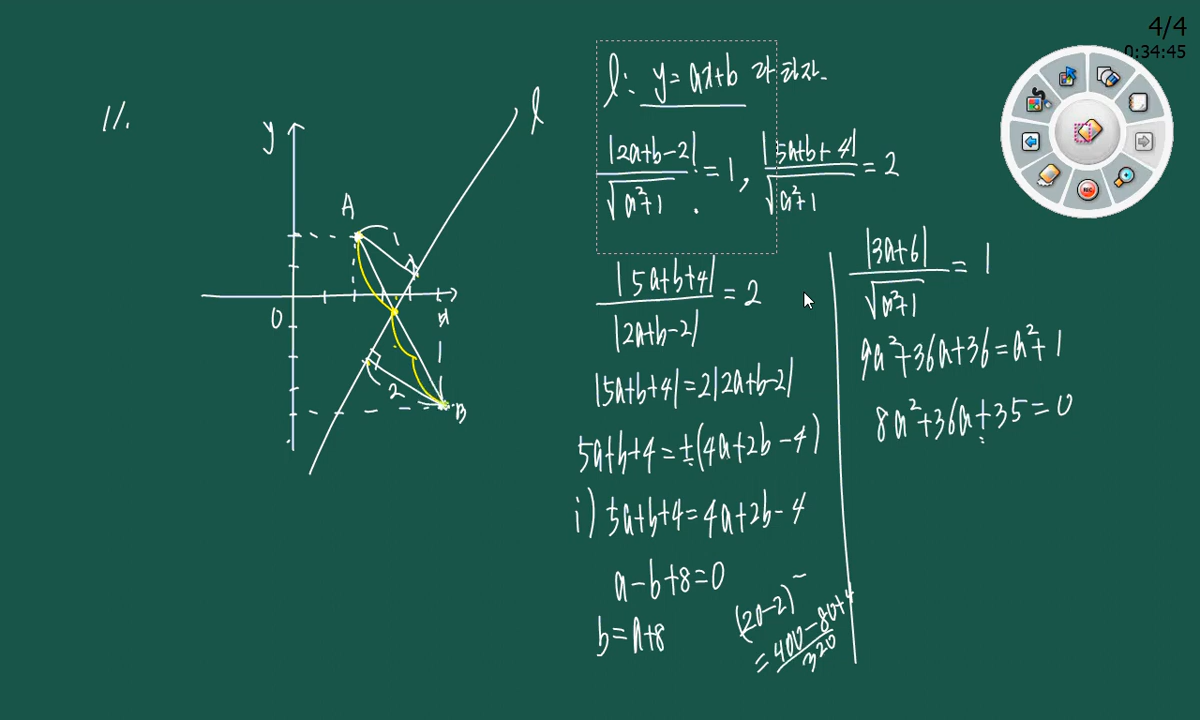 4/4
0:34:45
11.
y
l
A
1
0
4
2
B
l: y=ax+b 라 하자.
|2a+b-2|/√a²+1 = 1, |5a+b+4|/√a²+1 = 2
|5a+b+4|/|2a+b-2| = 2
|5a+b+4|=2|2a+b-2|
5a+b+4=±(4a+2b-4)
i) 5a+b+4=4a+2b-4
a-b+8=0
b=a+8
(20-2)²
=400-80+4
320
|3a+6|/√a²+1 = 1
9a²+36a+36=a²+1
8a²+36a+35=0
REC